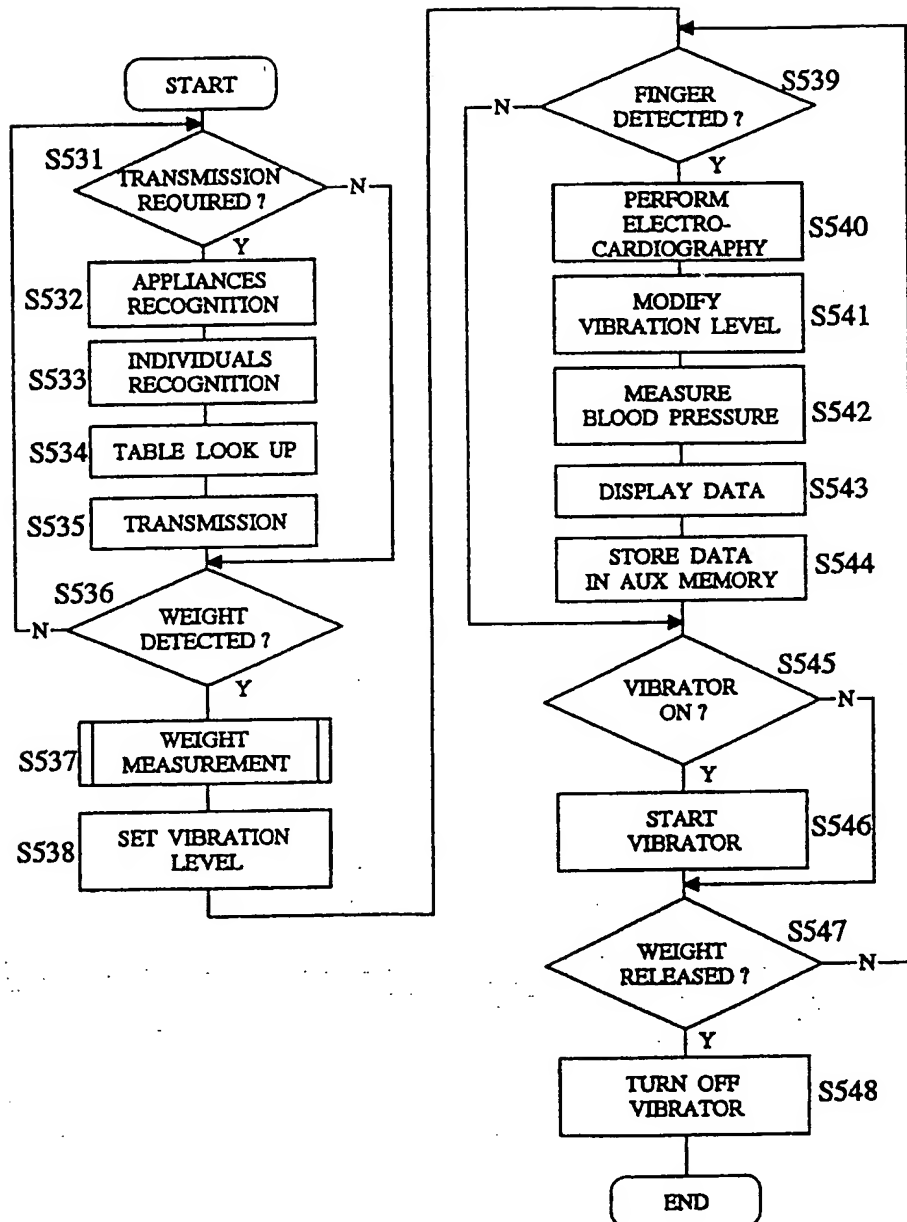 START
S531
TRANSMISSION
REQUIRED ?
N
Y
S532
APPLIANCES
RECOGNITION
S533
INDIVIDUALS
RECOGNITION
S534
TABLE LOOK UP
S535
TRANSMISSION
S536
N
WEIGHT
DETECTED ?
Y
S537
WEIGHT
MEASUREMENT
S538
SET VIBRATION
LEVEL
S539
N
FINGER
DETECTED ?
Y
PERFORM
ELECTRO-
CARDIOGRAPHY
S540
MODIFY
VIBRATION LEVEL
S541
MEASURE
BLOOD PRESSURE
S542
DISPLAY DATA
S543
STORE DATA
IN AUX MEMORY
S544
S545
VIBRATOR
ON ?
N
Y
START
VIBRATOR
S546
S547
WEIGHT
RELEASED ?
N
Y
TURN OFF
VIBRATOR
S548
END